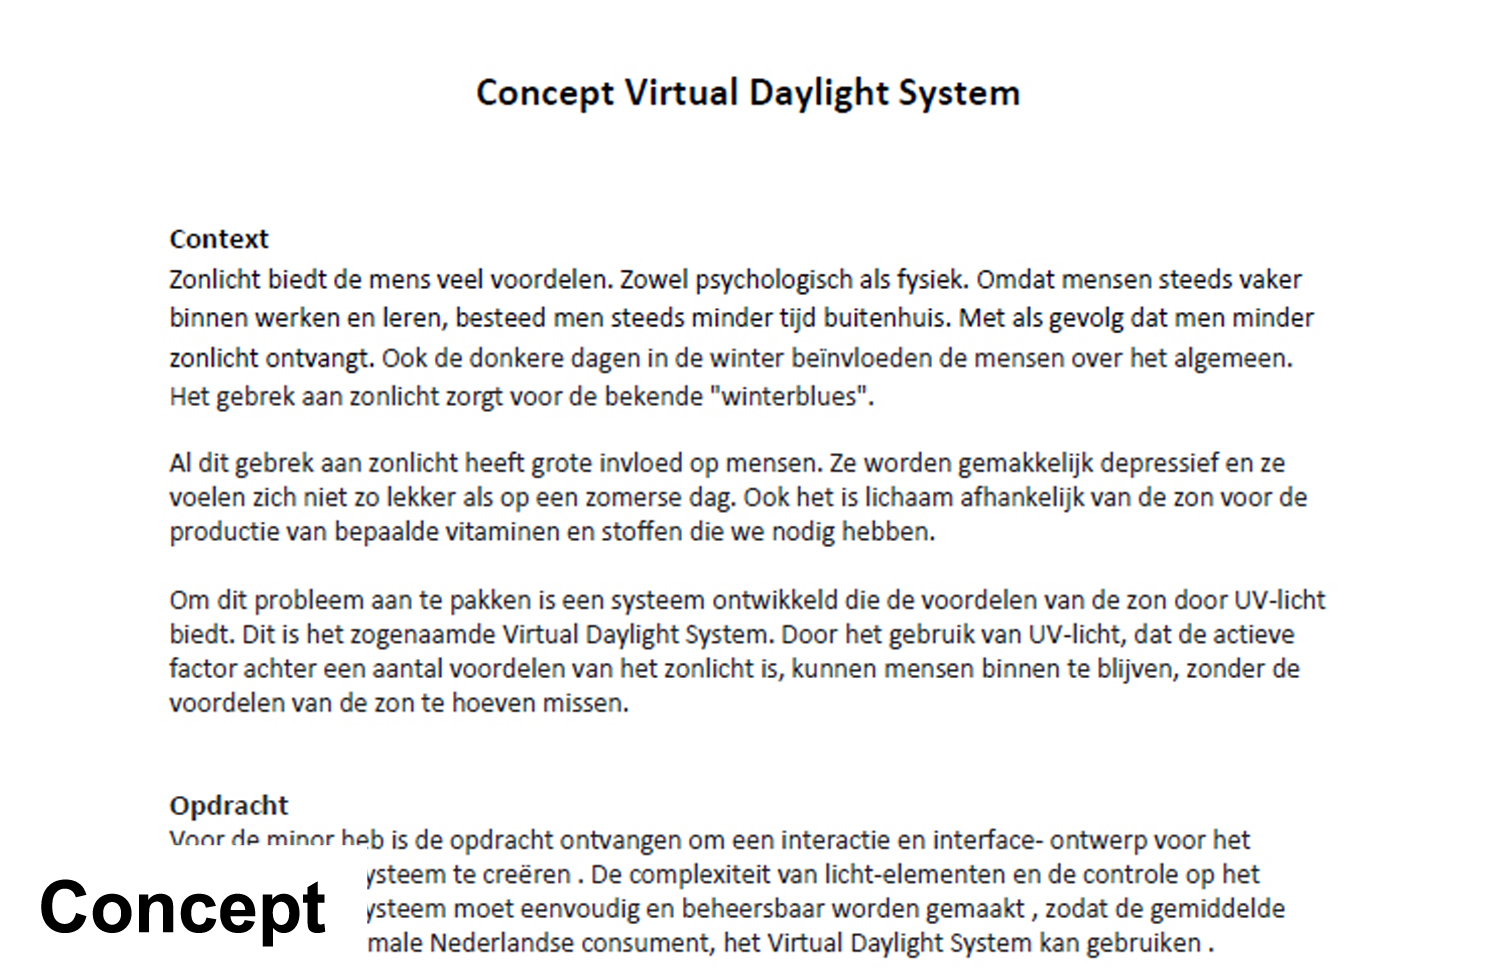 Concept Virtual Daylight System
Context
Zonlicht biedt de mens veel voordelen. Zowel psychologisch als fysiek. Omdat mensen steeds vaker
binnen werken en leren, besteed men steeds minder tijd buitenhuis. Met als gevolg dat men minder
zonlicht ontvangt. Ook de donkere dagen in de winter beïnvloeden de mensen over het algemeen.
Het gebrek aan zonlicht zorgt voor de bekende "winterblues".
Al dit gebrek aan zonlicht heeft grote invloed op mensen. Ze worden gemakkelijk depressief en ze
voelen zich niet zo lekker als op een zomerse dag. Ook het is lichaam afhankelijk van de zon voor de
productie van bepaalde vitaminen en stoffen die we nodig hebben.
Om dit probleem aan te pakken is een systeem ontwikkeld die de voordelen van de zon door UV-licht
biedt. Dit is het zogenaamde Virtual Daylight System. Door het gebruik van UV-licht, dat de actieve
factor achter een aantal voordelen van het zonlicht is, kunnen mensen binnen te blijven, zonder de
voordelen van de zon te hoeven missen.
Opdracht
Voor de minor heb is de opdracht ontvangen om een interactie en interface- ontwerp voor het
ysteem te creëren . De complexiteit van licht-elementen en de controle op het
ysteem moet eenvoudig en beheersbaar worden gemaakt , zodat de gemiddelde
male Nederlandse consument, het Virtual Daylight System kan gebruiken .
Concept